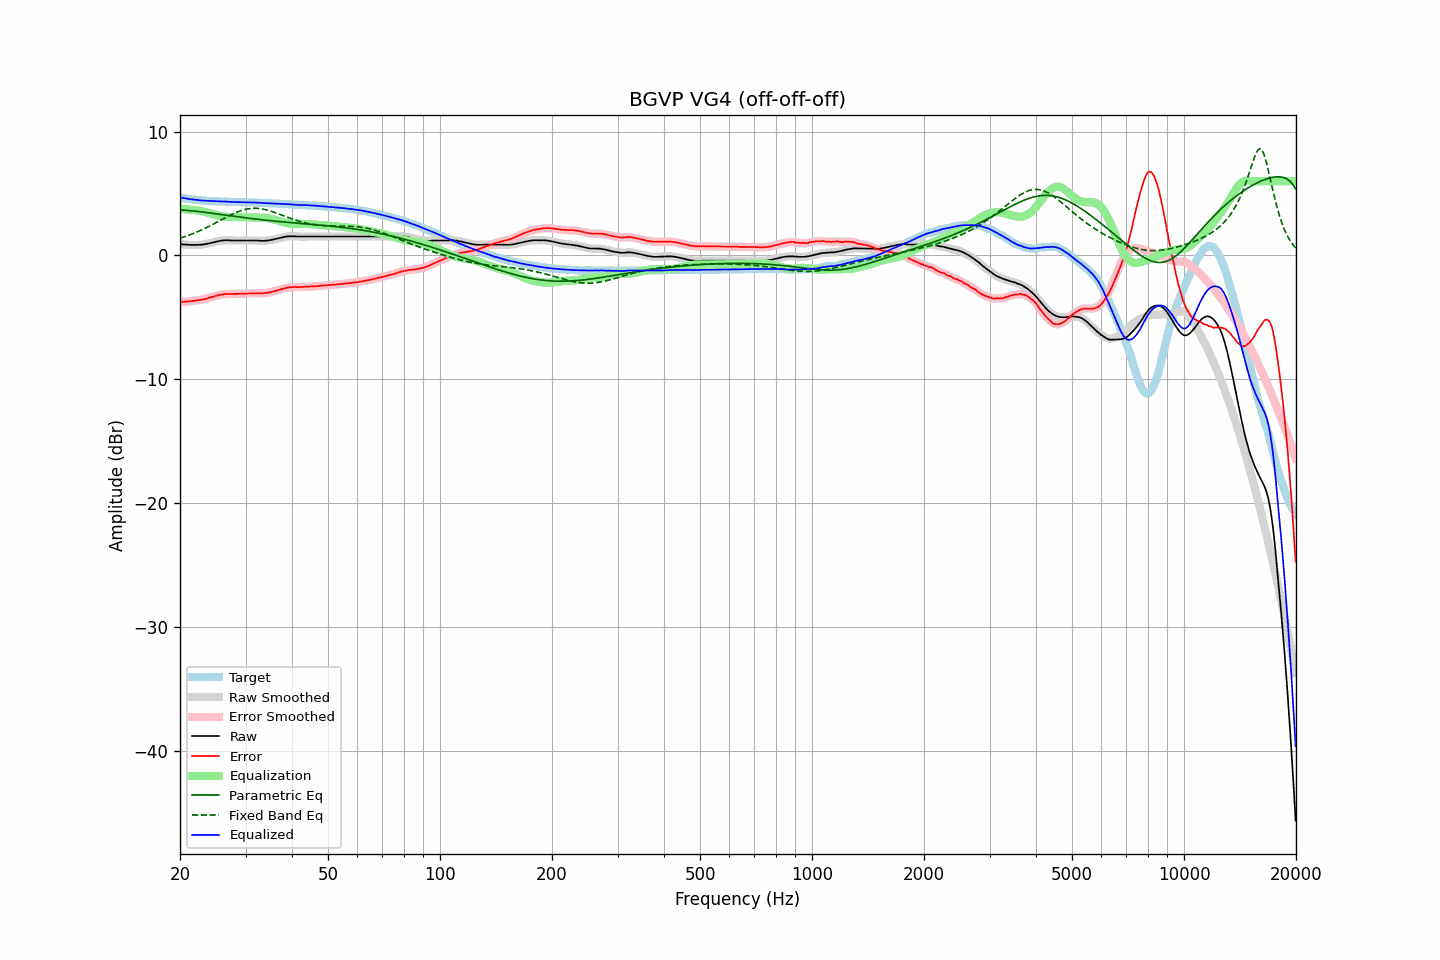 BGVP VG4 (off-off-off)
10
0
−10
−20
−30
−40
Amplitude (dBr)
Target
Raw Smoothed
Error Smoothed
Raw
Error
Equalization
Parametric Eq
Fixed Band Eq
Equalized
20 50 100 200 500 1000 2000 5000 10000 20000
Frequency (Hz)